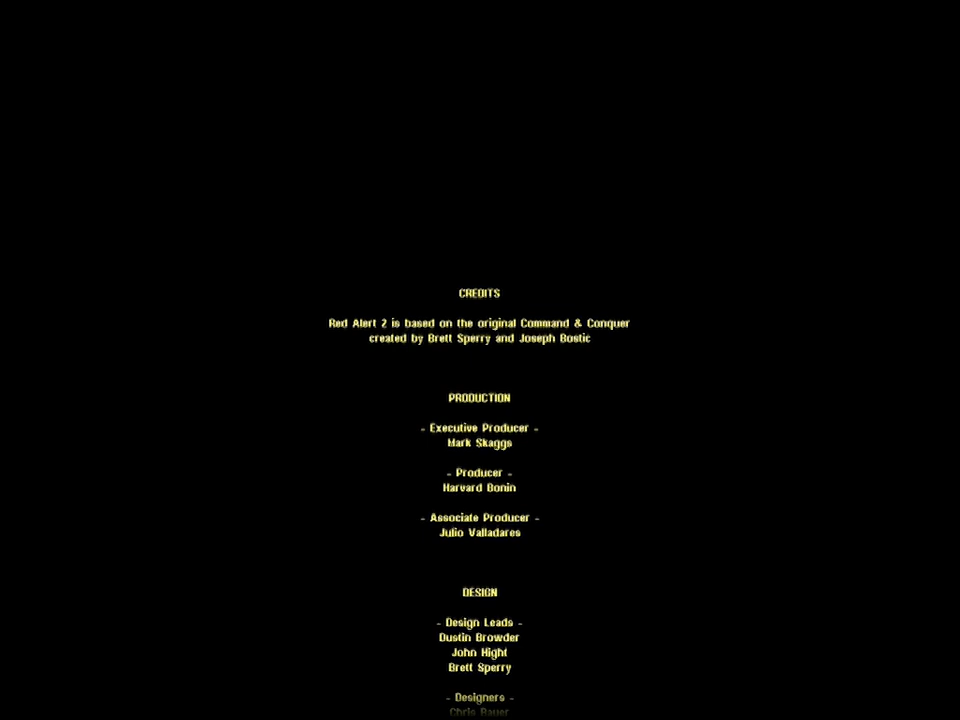 CREDITS
Red Alert 2 is based on the original Command & Conquer
created by Brett Sperry and Joseph Bostic
PRODUCTION
- Executive Producer -
Mark Skaggs
- Producer -
Harvard Bonin
- Associate Producer -
Julio Valladares
DESIGN
- Design Leads -
Dustin Browder
John Hight
Brett Sperry
- Designers -
Chris Bauer